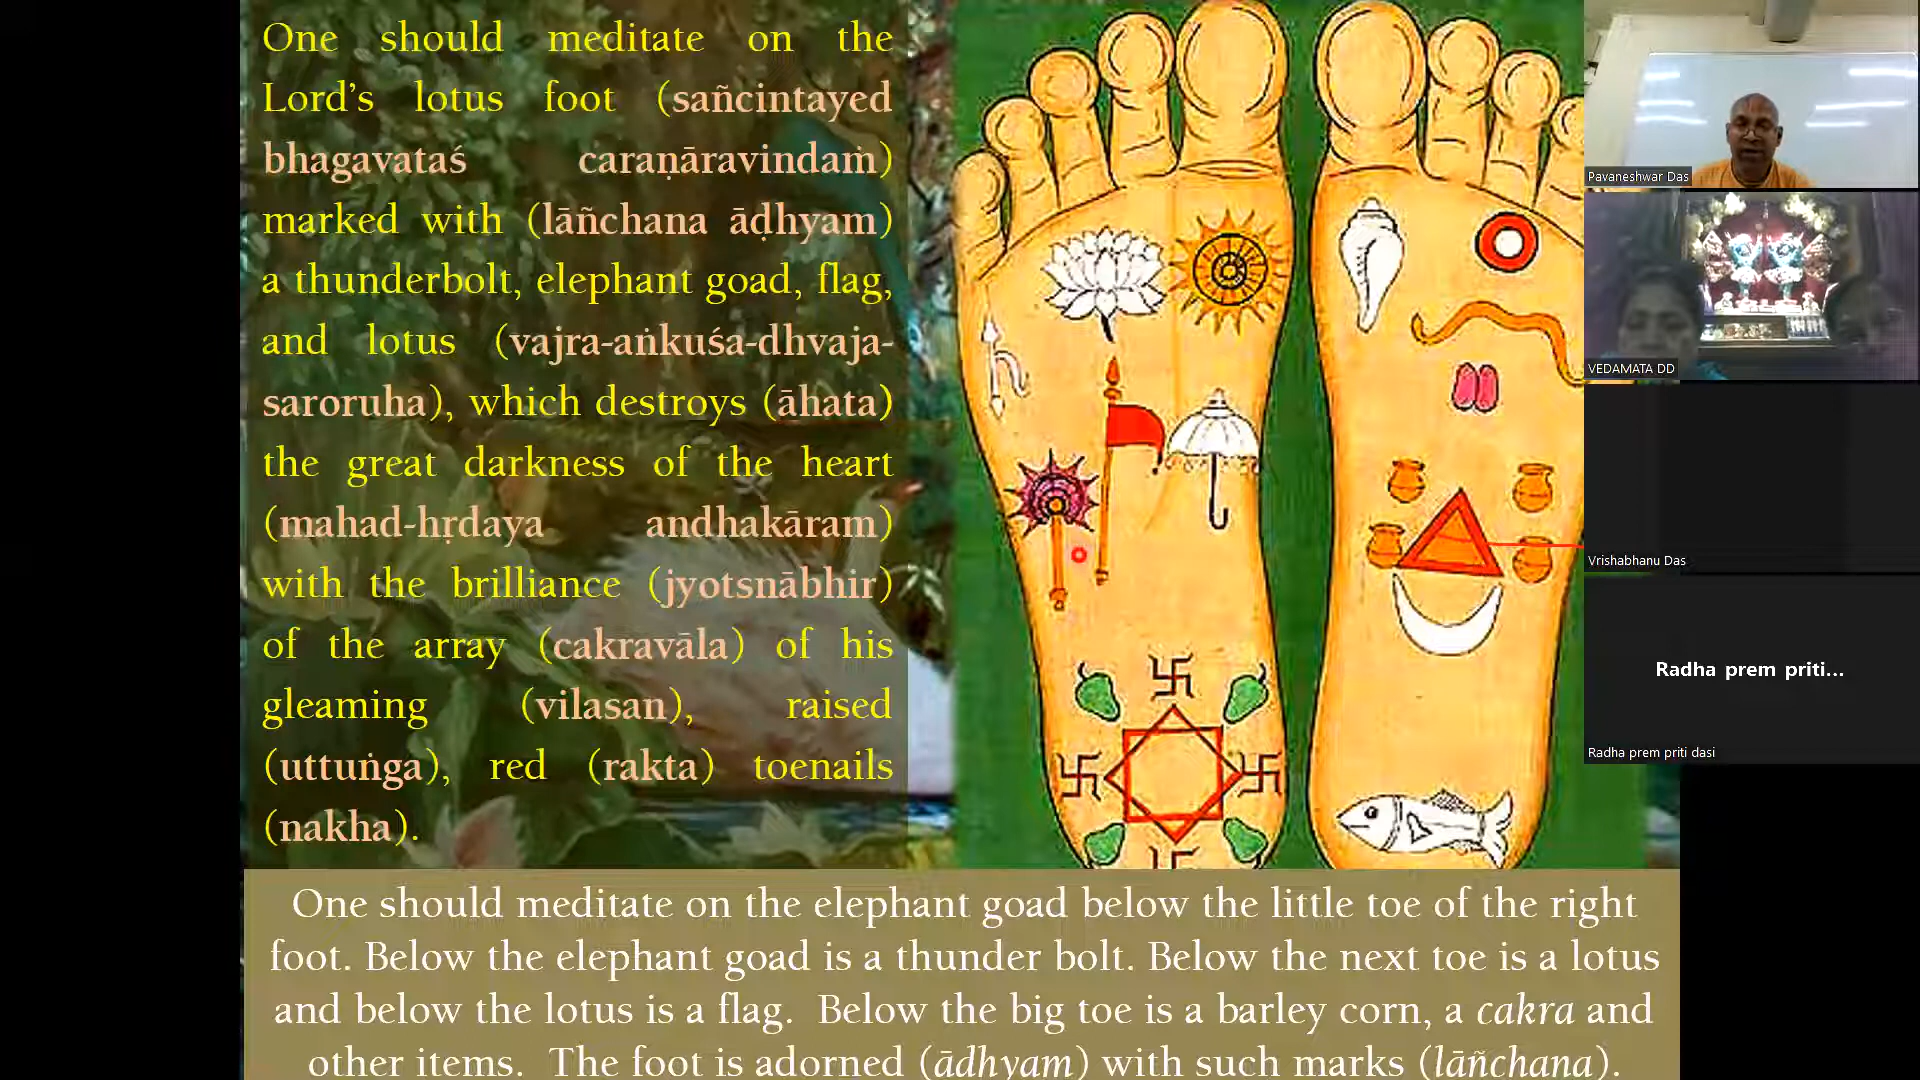 One should meditate on the
Lord’s lotus foot (sañcintayed
bhagavataś caraṇāravindaṁ)
marked with (lāñchana āḍhyam)
a thunderbolt, elephant goad, flag,
and lotus (vajra-aṅkuśa-dhvaja-
saroruha), which destroys (āhata)
the great darkness of the heart
(mahad-hṛdaya andhakāram)
with the brilliance (jyotsnābhir)
of the array (cakravāla) of his
gleaming (vilasan), raised
(uttuṅga), red (rakta) toenails
(nakha).
One should meditate on the elephant goad below the little toe of the right
foot. Below the elephant goad is a thunder bolt. Below the next toe is a lotus
and below the lotus is a flag. Below the big toe is a barley corn, a cakra and
other items. The foot is adorned (ādhyam) with such marks (lāñchana).
Pavaneshwar Das
VEDAMATA DD
Vrishabhanu Das
Radha prem priti...
Radha prem priti dasi